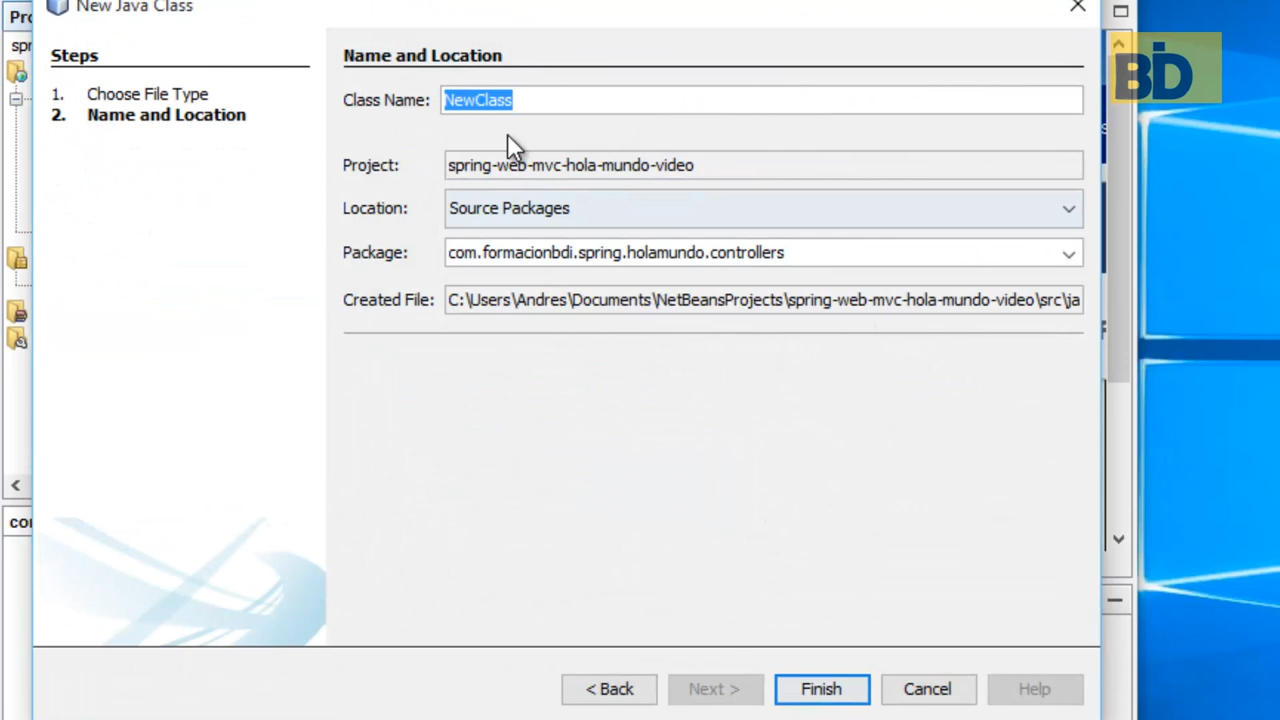 New Java Class
Pro
spr
Steps
1. Choose File Type
2. Name and Location
Name and Location
Class Name: NewClass
Project: spring-web-mvc-hola-mundo-video
Location: Source Packages
Package: com.formacionbdi.spring.holamundo.controllers
Created File: C:\Users\Andres\Documents\NetBeansProjects\spring-web-mvc-hola-mundo-video\src\ja
< Back
Next >
Finish
Cancel
Help
BD